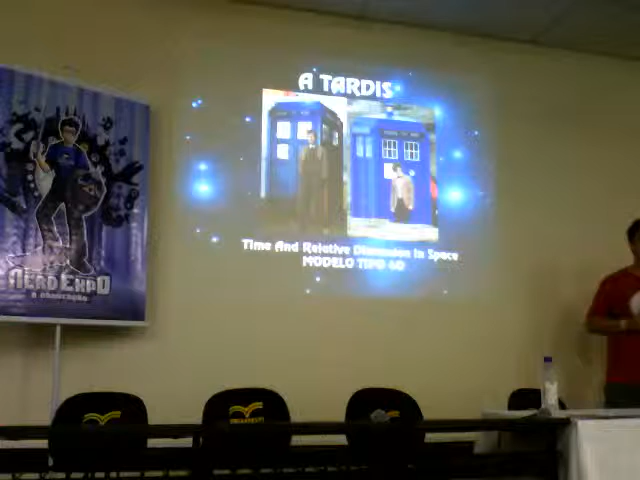 A TARDIS
Time And Relative Dimension In Space
MODELO TIPO 40
NERD EXPO